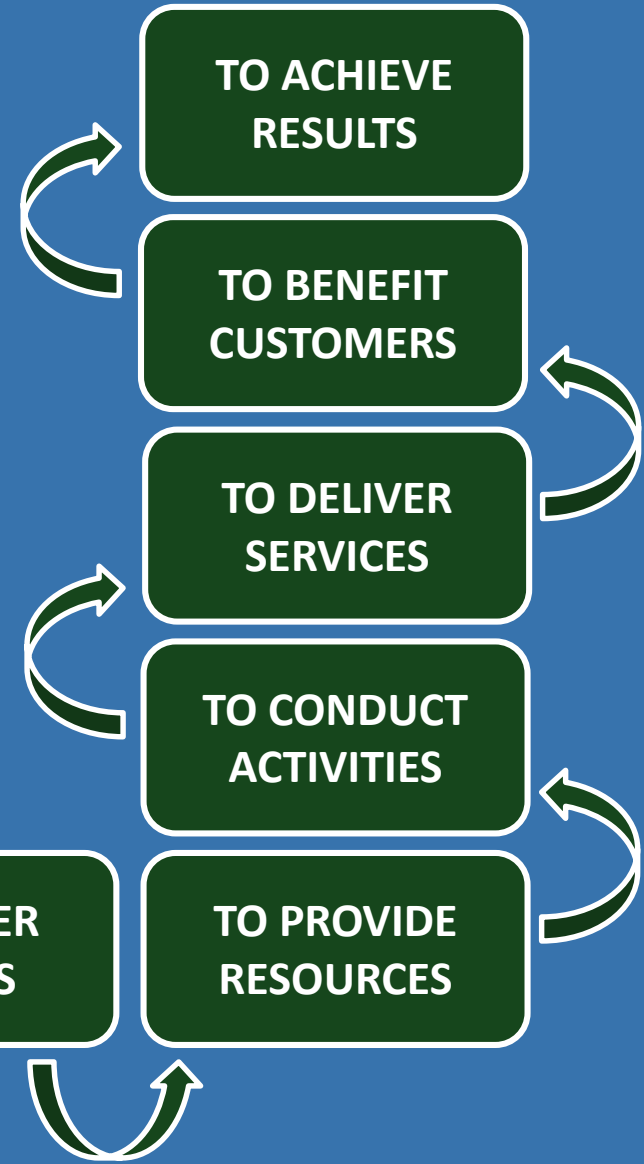 TO ACHIEVE
RESULTS
TO BENEFIT
CUSTOMERS
TO DELIVER
SERVICES
TO CONDUCT
ACTIVITIES
TO PROVIDE
RESOURCES